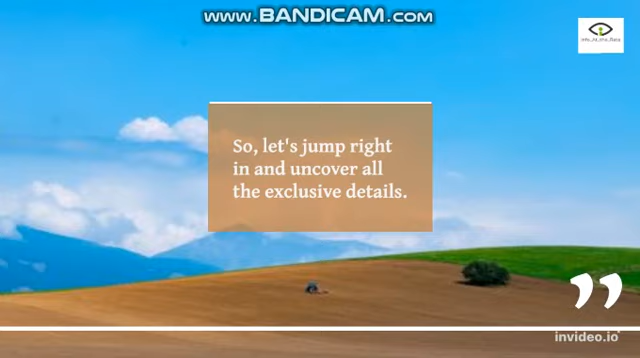 www.BANDICAM.com
So, let's jump right
in and uncover all
the exclusive details.
”
invideo.io